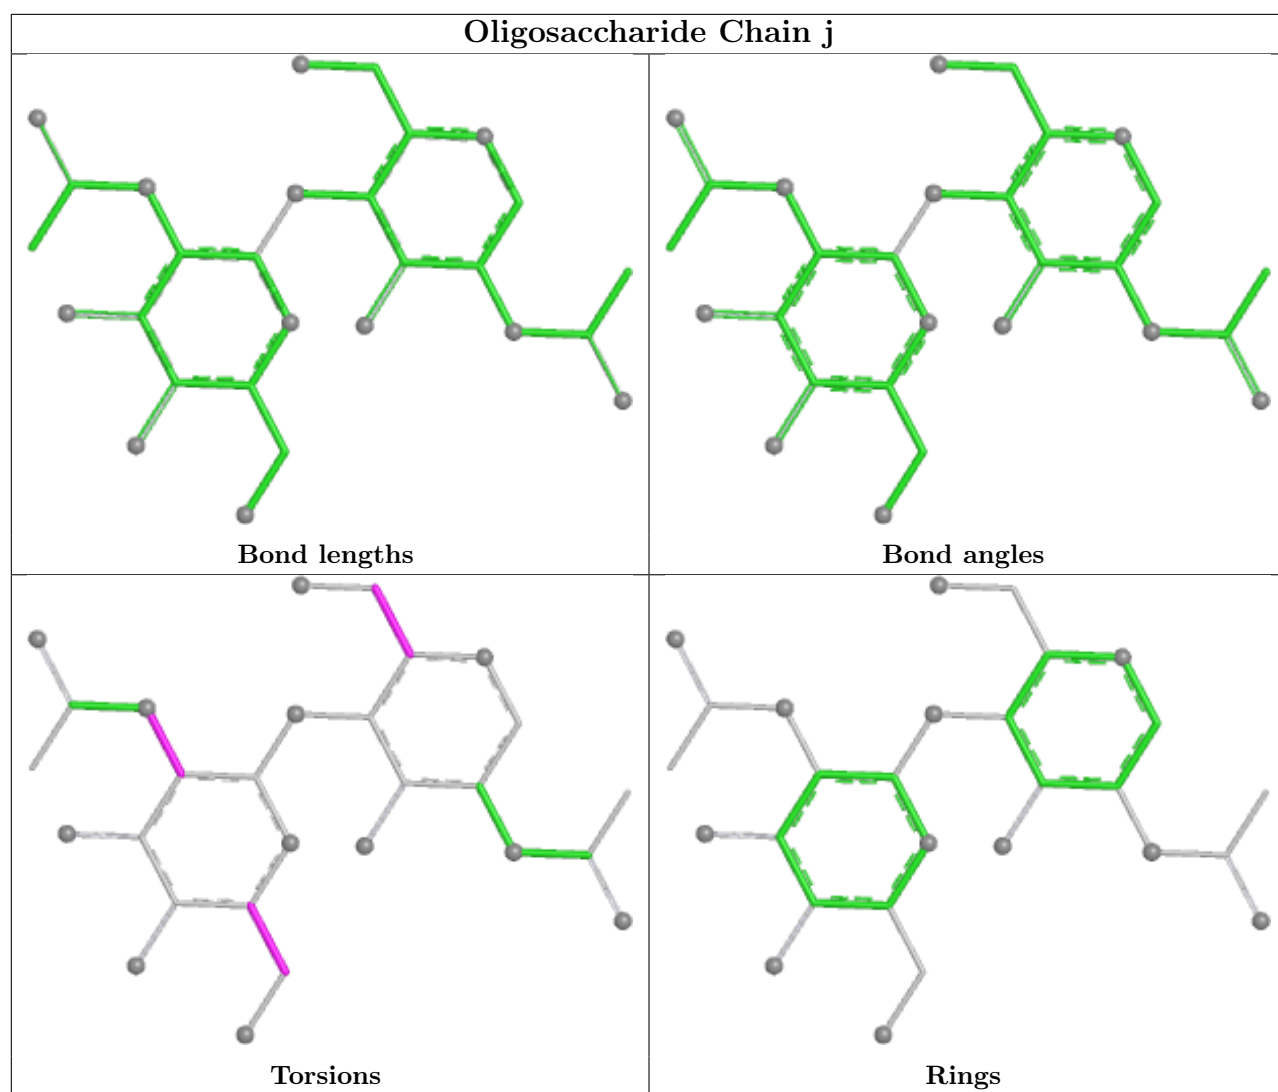 Oligosaccharide Chain j
Bond lengths
Bond angles
Torsions
Rings